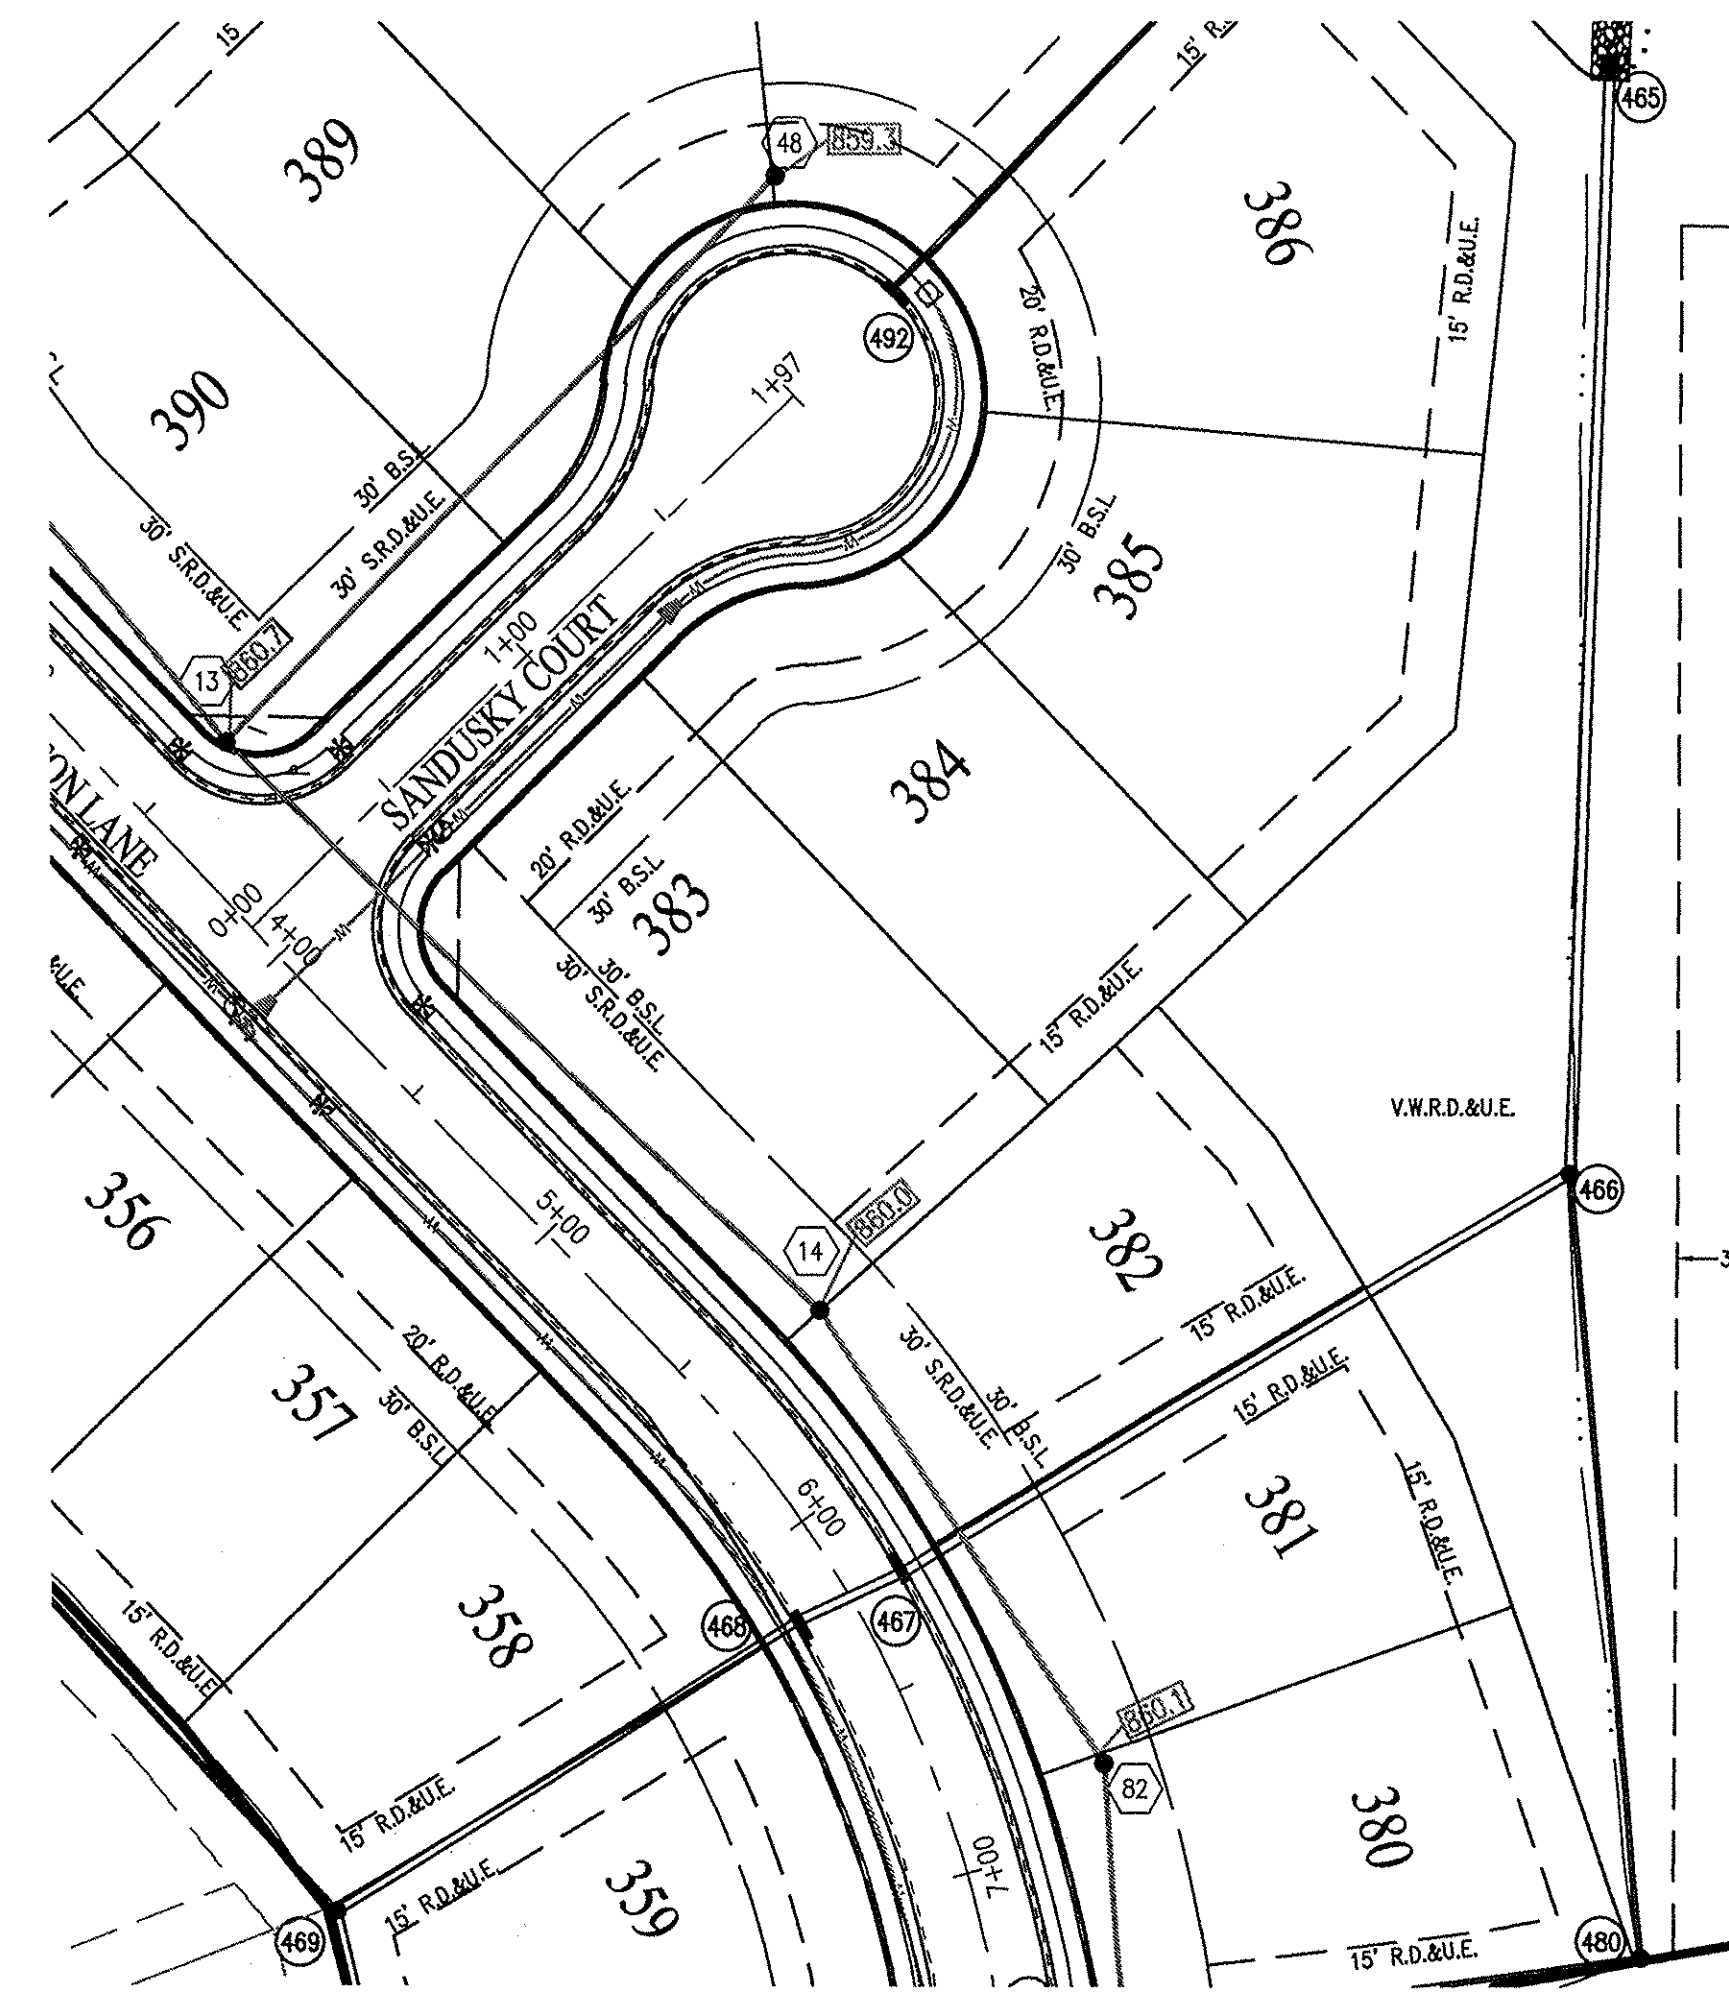 15'
389
48
859.3
15' R.
465
386
15' R.D.&U.E.
20' R.D.&U.E.
492
1+97
390
30' B.S.L
30' S.R.D.&U.E.
30' S.R.D.&U.E
860.7
13
30' B.S.L
385
1+00
SANDUSKY COURT
384
ON LANE
20' R.D.&U.E.
30' B.S.L
383
0+00
4+00
30' B.S.L
30' S.R.D.&U.E.
15' R.D.&U.E.
&U.E.
V.W.R.D.&U.E.
466
356
5+00
860.0
14
382
15' R.D.&U.E.
20' R.D.&U.E
30' B.S.L
357
30' S.R.D.&U.E.
30' B.S.L
15' R.D.&U.E.
381
15' R.D.&U.E.
6+00
358
468
467
15' R.D.&U.E
860.1
82
380
15' R.D.&U.E.
15' R.D.&U.E.
359
7+00
469
480
15' R.D.&U.E.